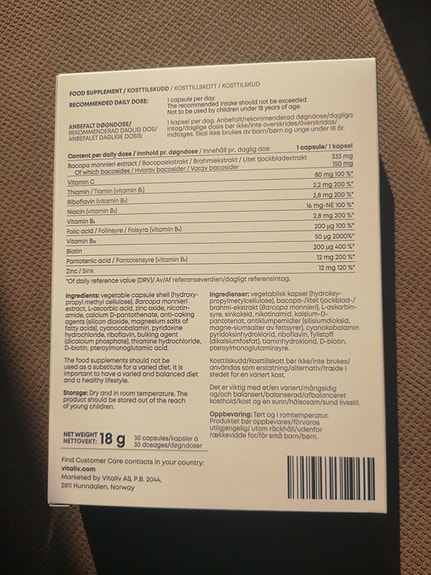 FOOD SUPPLEMENT / KOSTTILSKUDD / KOSTTILLSKOTT / KOSTTILSKUD
RECOMMENDED DAILY DOSE:
1 capsule per day.
The recommended intake should not be exceeded.
Not to be used by children under 18 years of age.
ANBEFALT DØGNDOSE/
REKOMMENDERAD DAGLIG DOS/
ANBEFALET DAGLIGE DOSIS:
1 kapsel per dag. Anbefalt/rekommenderad døgndose/dagliga
intag/daglige dosis bør ikke/inte overskrides/överskridas/
indtages. Skal ikke brukes av barn/børn og unge under 18 år.
Content per daily dose / Innhold pr. døgndose / Innehåll pr. daglig dos: 1 capsule/ 1 kapsel
Bacopa monnieri extract / Bacopaekstrakt / Brahmiekstrakt / Litet tjockbladextrakt 333 mg
Of which bacosides / Hvorav bacosider / Varav bacosider 150 mg
Vitamin C 80 mg 100 %*
Thiamin / Tiamin (vitamin B₁) 2,2 mg 200 %*
Riboflavin (vitamin B₂) 2,8 mg 200 %*
Niacin (vitamin B₃) 16 mg-NE 100 %*
Vitamin B₆ 2,8 mg 200 %*
Folic acid / Folinsyre / Folsyra (vitamin B₉) 200 µg 100 %*
Vitamin B₁₂ 50 µg 2000%*
Biotin 200 µg 400 %*
Pantotenic acid / Pantotensyre (vitamin B₅) 12 mg 200 %*
Zinc / Sink 12 mg 120 %*
*Of daily reference value (DRV)/ Av/Af referanseverdien/dagligt referensintag.
Ingredients: vegetable capsule shell (hydroxy-
propyl methyl cellulose), Bacopa monnieri
extract, L-ascorbic acid, zinc oxide, nicotin-
amide, calcium D-pantothenate, anti-caking
agents (silicon dioxide, magnesium salts of
fatty acids), cyanocobalamin, pyridoxine
hydrochloride, riboflavin, bulking agent
(dicalcium phosphate), thiamine hydrochloride,
D-biotin, pteroylmonoglutamic acid.
The food supplements should not be
used as a substitute for a varied diet. It is
important to have a varied and balanced diet
and a healthy lifestyle.
Storage: Dry and in room temperature. The
product should be stored out of the reach
of young children.
Ingredienser: vegetabilsk kapsel (hydroksy-
propylmetylcellulose), bacopa-/litet tjockblad-/
brahmi-ekstrakt (Bacopa monnieri), L-askorbin-
syre, sinkoksid, nikotinamid, kalsium-D-
pantotenat, antikumpemidler (silisiumdioksid,
magne-siumsalter av fettsyrer), cyanokobalamin
pyridoksinhydroklorid, riboflavin, fyllstoff
(dikalsiumfosfat), tiaminhydroklorid, D-biotin,
pteroylmonoglutaminsyre.
Kosttilskudd/Kosttillskott bør ikke/inte brukes/
användas som erstatning/alternativ/træde i
stedet for en variert kost.
Det er viktig med et/en variert/mångsidig
og/och balansert/balanserad/afbalanceret
kosthold/kost og en sunn/hälsosam/sund livsstil.
Oppbevaring: Tørt og i romtemperatur.
Produktet bør oppbevares/förvaras
utilgjengelig/ utom räckhåll/udenfor
rækkevidde for/för små barn/børn.
NET WEIGHT
NETTOVEKT: 18 g
30 capsules/kapsler á
30 dosages/døgndoser
Find Customer Care contacts in your country:
vitaliv.com
Marketed by Vitaliv AS, P.B. 2044,
2811 Hunndalen, Norway